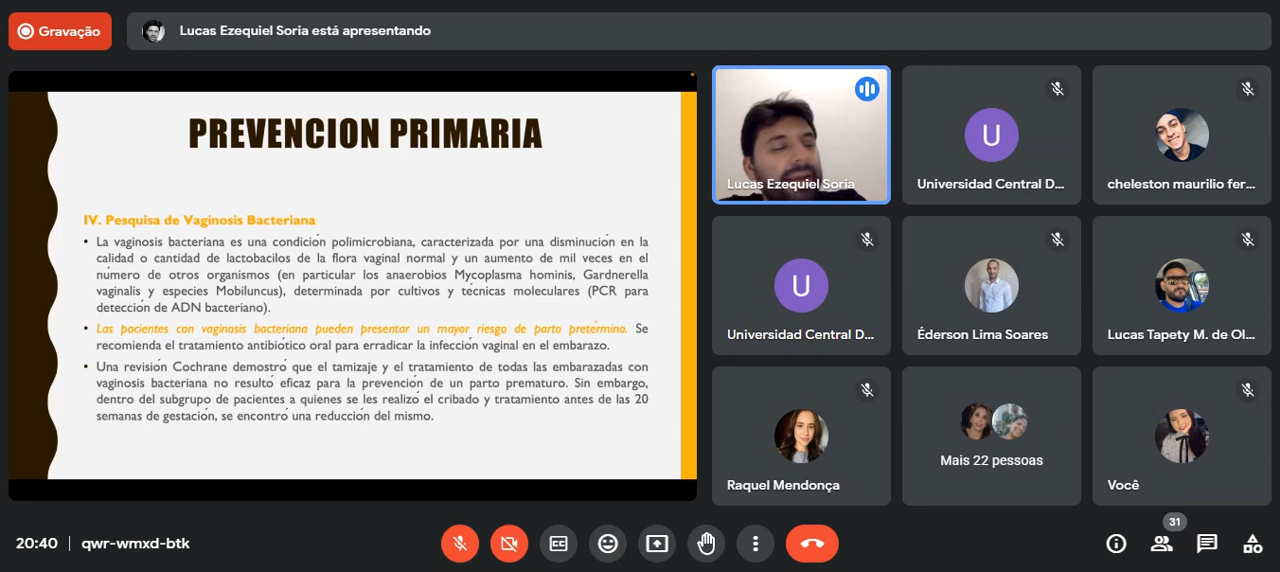 Gravação
Lucas Ezequiel Soria está apresentando
PREVENCION PRIMARIA
IV. Pesquisa de Vaginosis Bacteriana
• La vaginosis bacteriana es una condición polimicrobiana, caracterizada por una disminución en la
calidad o cantidad de lactobacilos de la flora vaginal normal y un aumento de mil veces en el
número de otros organismos (en particular los anaerobios Mycoplasma hominis, Gardnerella
vaginalis y especies Mobiluncus), determinada por cultivos y técnicas moleculares (PCR para
detección de ADN bacteriano).
• Las pacientes con vaginosis bacteriana pueden presentar un mayor riesgo de parto pretérmino. Se
recomienda el tratamiento antibiótico oral para erradicar la infección vaginal en el embarazo.
• Una revisión Cochrane demostró que el tamizaje y el tratamiento de todas las embarazadas con
vaginosis bacteriana no resultó eficaz para la prevención de un parto prematuro. Sin embargo,
dentro del subgrupo de pacientes a quienes se les realizó el cribado y tratamiento antes de las 20
semanas de gestación, se encontró una reducción del mismo.
Lucas Ezequiel Soria
U
Universidad Central D...
cheleston maurilio fer...
U
Universidad Central D...
Éderson Lima Soares
Lucas Tapety M. de Ol...
Raquel Mendonça
Mais 22 pessoas
Você
20:40 | qwr-wmxd-btk
CC
31